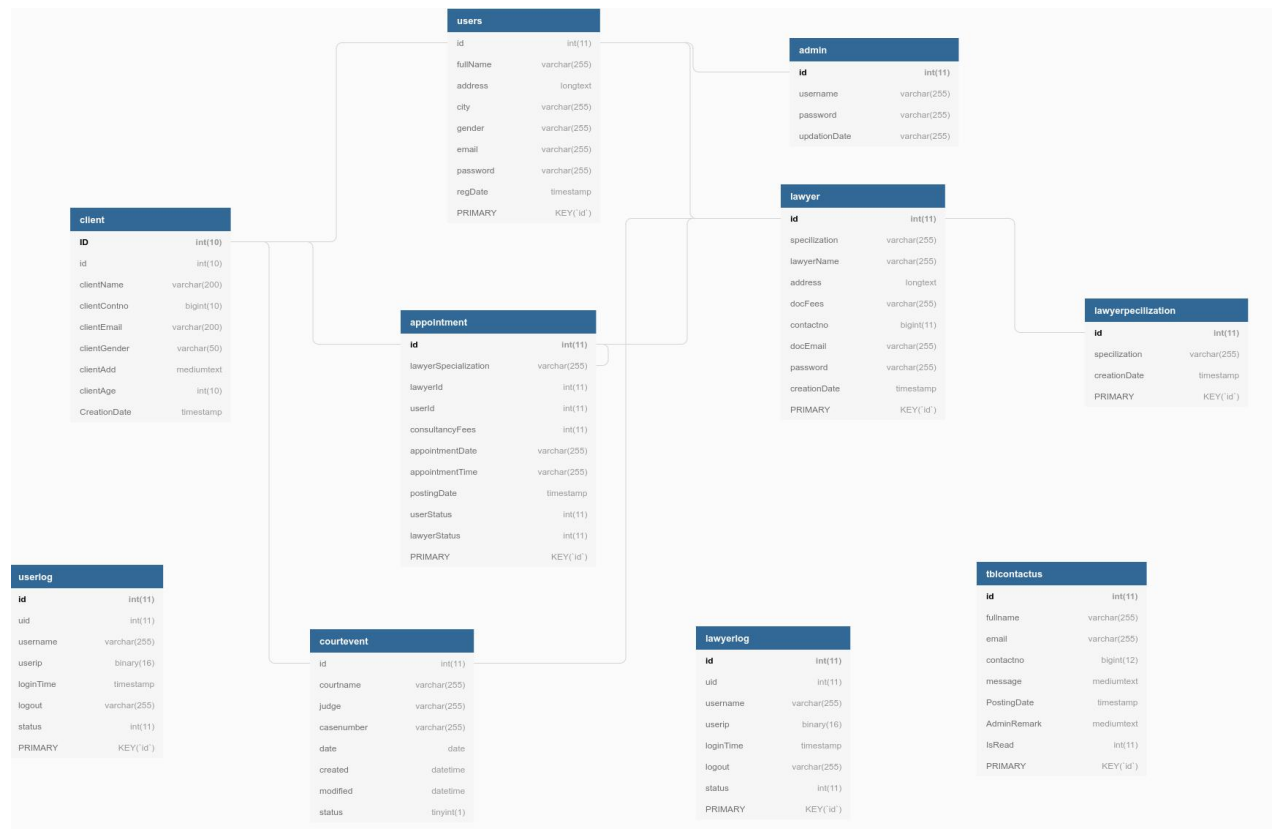 users
id int(11)
fullName varchar(255)
address longtext
city varchar(255)
gender varchar(255)
email varchar(255)
password varchar(255)
regDate timestamp
PRIMARY KEY(`id`)
admin
id int(11)
username varchar(255)
password varchar(255)
updationDate varchar(255)
client
ID int(10)
id int(10)
clientName varchar(200)
clientContno bigint(10)
clientEmail varchar(200)
clientGender varchar(50)
clientAdd mediumtext
clientAge int(10)
CreationDate timestamp
lawyer
id int(11)
specilization varchar(255)
lawyerName varchar(255)
address longtext
docFees varchar(255)
contactno bigint(11)
docEmail varchar(255)
password varchar(255)
creationDate timestamp
PRIMARY KEY(`id`)
lawyerpecilization
id int(11)
specilization varchar(255)
creationDate timestamp
PRIMARY KEY(`id`)
appointment
id int(11)
lawyerSpecialization varchar(255)
lawyerId int(11)
userId int(11)
consultancyFees int(11)
appointmentDate varchar(255)
appointmentTime varchar(255)
postingDate timestamp
userStatus int(11)
lawyerStatus int(11)
PRIMARY KEY(`id`)
userlog
id int(11)
uid int(11)
username varchar(255)
userip binary(16)
loginTime timestamp
logout varchar(255)
status int(11)
PRIMARY KEY(`id`)
courtevent
id int(11)
courtname varchar(255)
judge varchar(255)
casenumber varchar(255)
date date
created datetime
modified datetime
status tinyint(1)
lawyerlog
id int(11)
uid int(11)
username varchar(255)
userip binary(16)
loginTime timestamp
logout varchar(255)
status int(11)
PRIMARY KEY(`id`)
tblcontactus
id int(11)
fullname varchar(255)
email varchar(255)
contactno bigint(12)
message mediumtext
PostingDate timestamp
AdminRemark mediumtext
IsRead int(11)
PRIMARY KEY(`id`)